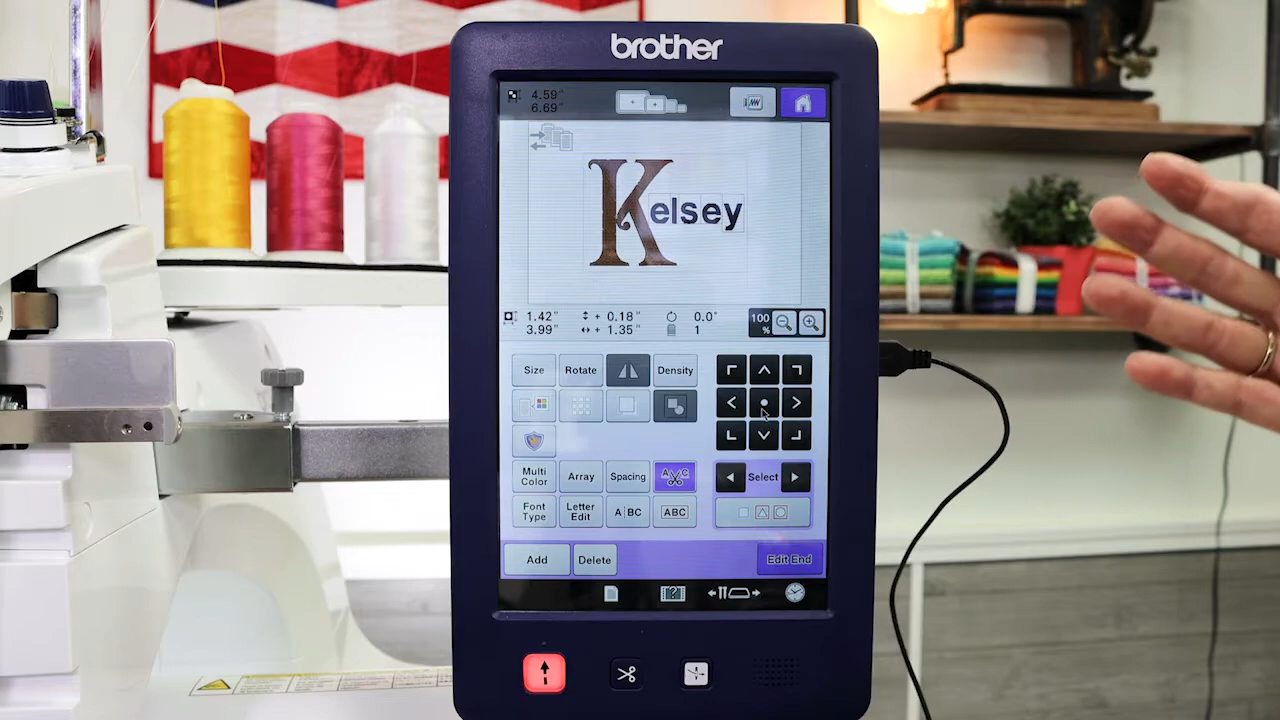 brother
4.59"
6.69"
Kelsey
1.42" + 0.18" 0.0°
3.99" + 1.35" 1
100
%
Size Rotate Density
Multi
Color
Array Spacing A C Select
Font
Type
Letter
Edit
A BC ABC
Add Delete Edit End